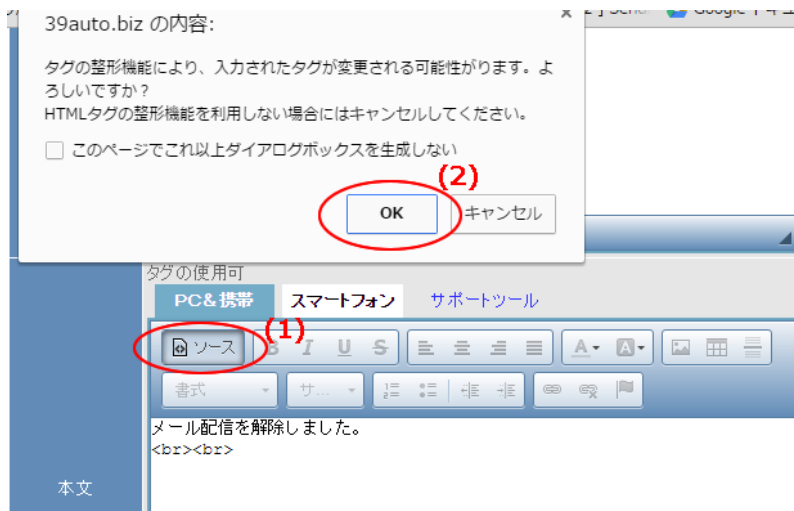 39auto.biz の内容:
タグの整形機能により、入力されたタグが変更される可能性がります。よ
ろしいですか？
HTMLタグの整形機能を利用しない場合にはキャンセルしてください。
このページでこれ以上ダイアログボックスを生成しない
(2)
OK キャンセル
タグの使用可
PC&携帯 スマートフォン サポートツール
(1)
ソース B I U S A A
書式 サ...
メール配信を解除しました。
<br><br>
本文